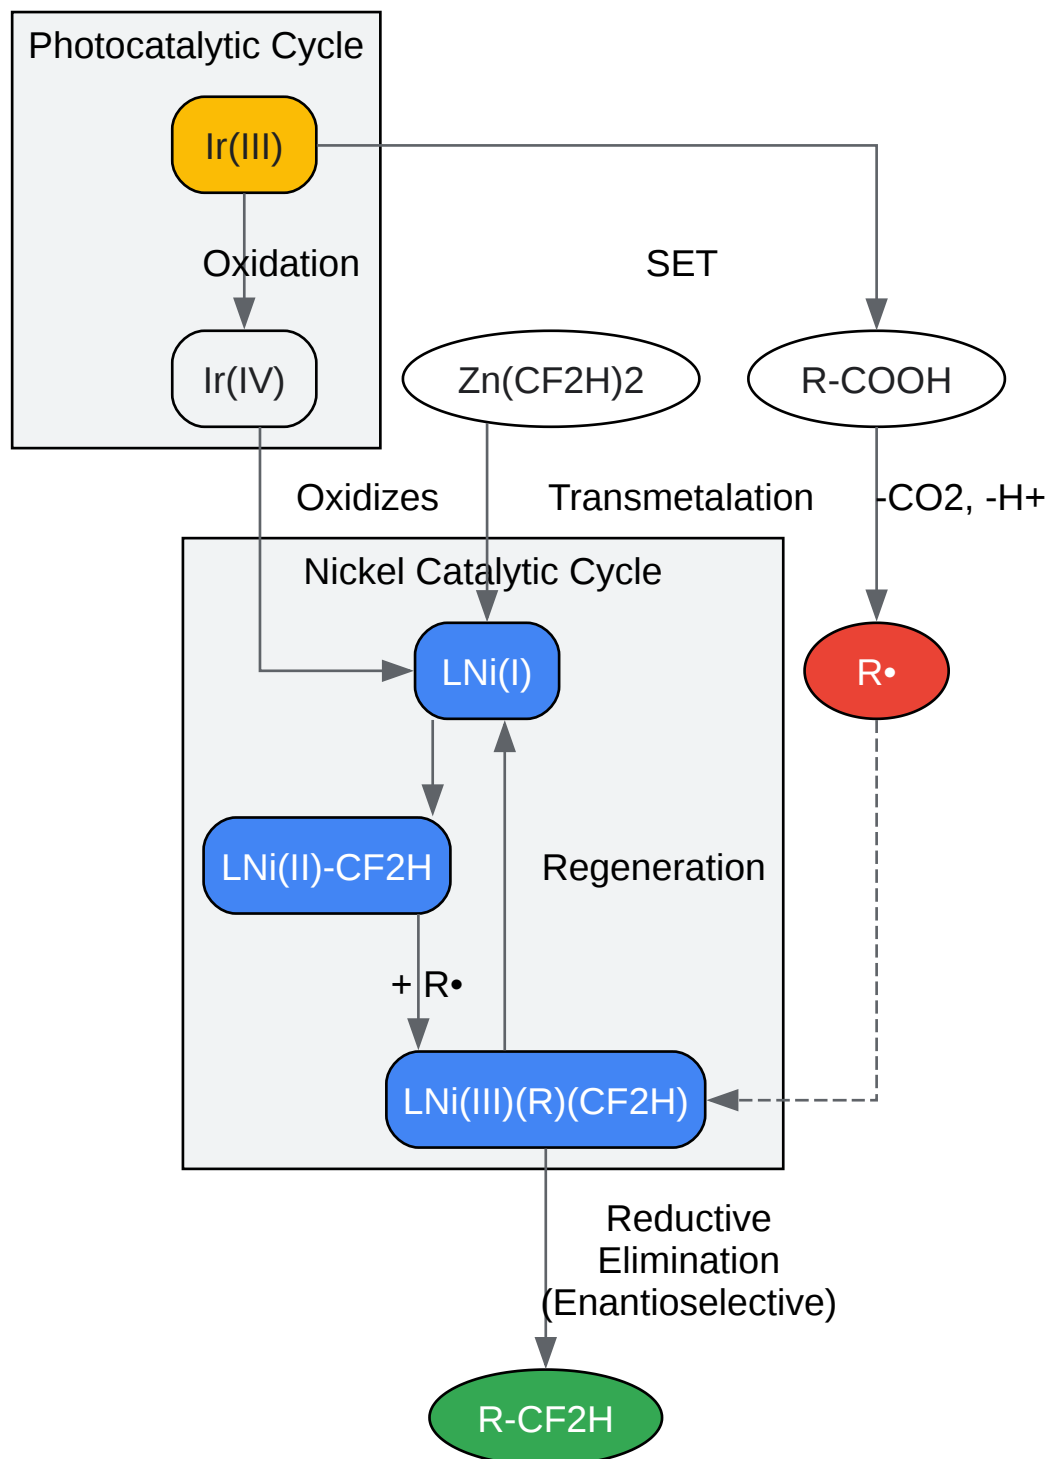 Photocatalytic Cycle
Ir(III)
Oxidation
SET
Ir(IV)
Zn(CF2H)2
R-COOH
Oxidizes
Transmetalation
-CO2, -H+
Nickel Catalytic Cycle
LNi(I)
R•
LNi(II)-CF2H
Regeneration
+ R•
LNi(III)(R)(CF2H)
Reductive
Elimination
(Enantioselective)
R-CF2H